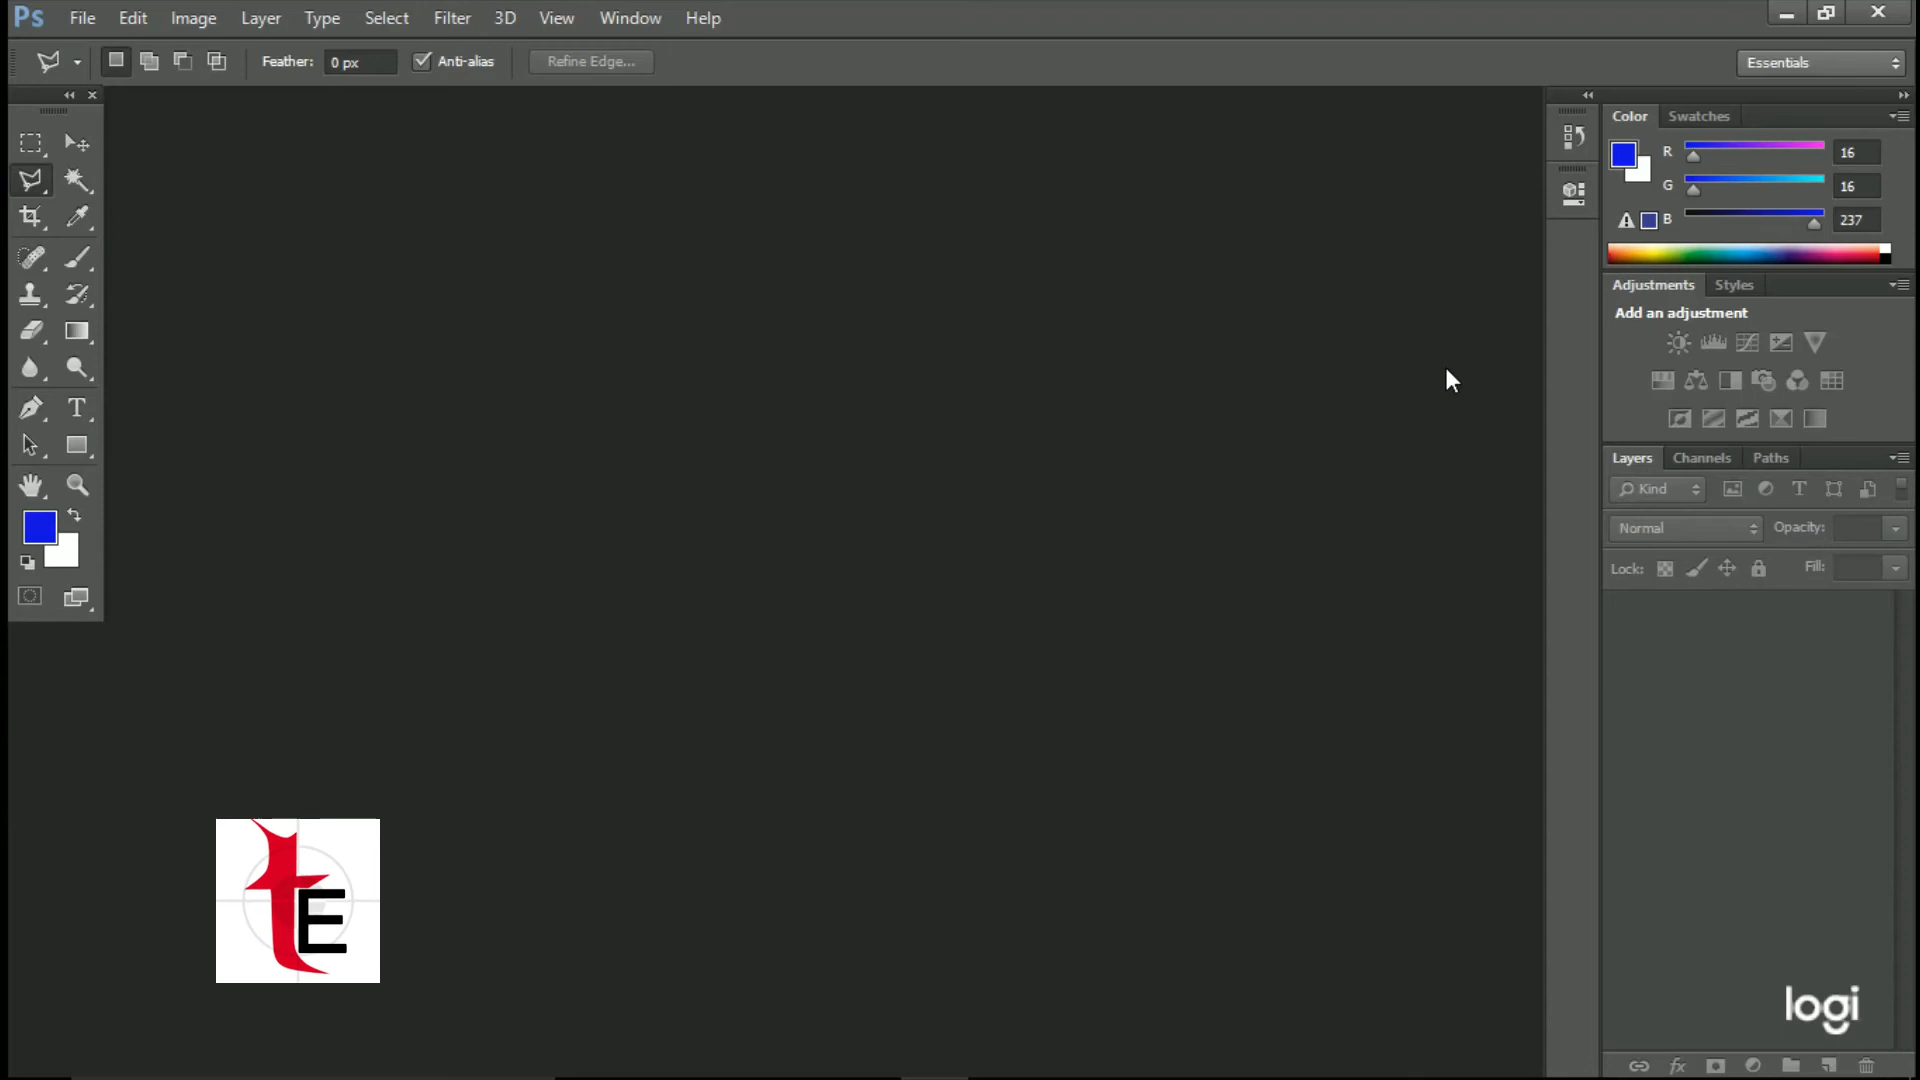 Ps File Edit Image Layer Type Select Filter 3D View Window Help
Feather: 0 px Anti-alias Refine Edge... Essentials
Color Swatches
R 16
G 16
B 237
Adjustments Styles
Add an adjustment
Layers Channels Paths
Kind T
Normal Opacity:
Lock: Fill:
T
tE
logi
fx